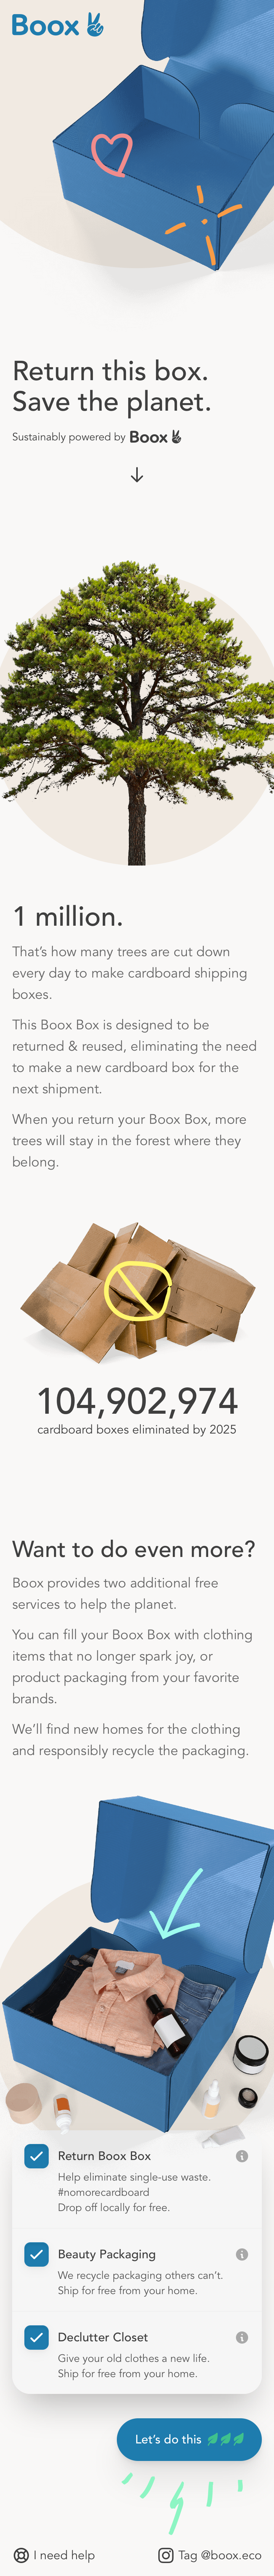 Boox
Return this box.
Save the planet.
Sustainably powered by Boox
1 million.
That's how many trees are cut down
every day to make cardboard shipping
boxes.
This Boox Box is designed to be
returned & reused, eliminating the need
to make a new cardboard box for the
next shipment.
When you return your Boox Box, more
trees will stay in the forest where they
belong.
104,902,974
cardboard boxes eliminated by 2025
Want to do even more?
Boox provides two additional free
services to help the planet.
You can fill your Boox Box with clothing
items that no longer spark joy, or
product packaging from your favorite
brands.
We'll find new homes for the clothing
and responsibly recycle the packaging.
Return Boox Box
Help eliminate single-use waste.
#nomorecardboard
Drop off locally for free.
Beauty Packaging
We recycle packaging others can't.
Ship for free from your home.
Declutter Closet
Give your old clothes a new life.
Ship for free from your home.
Let's do this
I need help
Tag @boox.eco